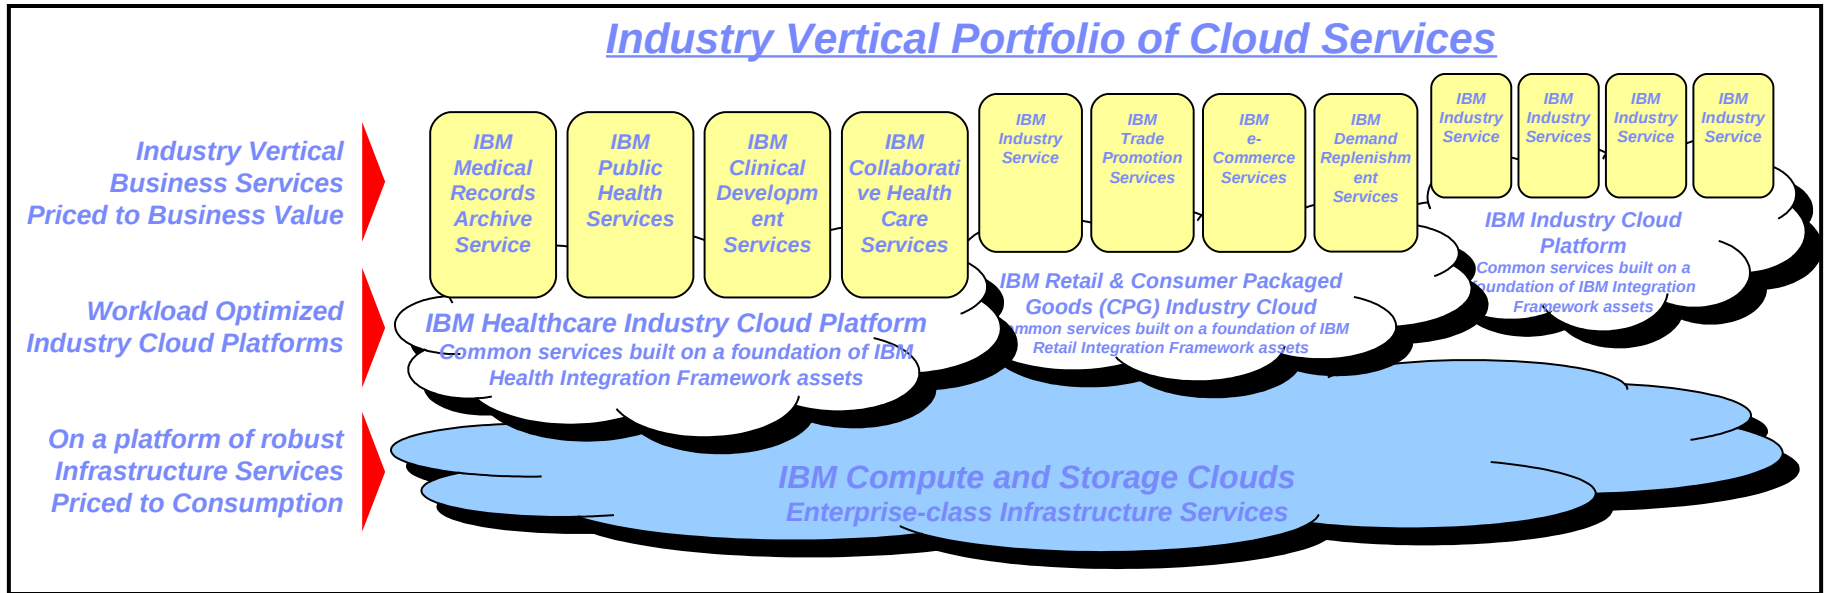 Industry Vertical Portfolio of Cloud Services
Industry Vertical
Business Services
Priced to Business Value
Workload Optimized
Industry Cloud Platforms
On a platform of robust
Infrastructure Services
Priced to Consumption
IBM
Medical
Records
Archive
Service
IBM
Public
Health
Services
IBM
Clinical
Developm
ent
Services
IBM
Collaborati
ve Health
Care
Services
IBM
Industry
Service
IBM
Trade
Promotion
Services
IBM
e-
Commerce
Services
IBM
Demand
Replenishm
ent
Services
IBM
Industry
Service
IBM
Industry
Services
IBM
Industry
Service
IBM
Industry
Service
IBM Healthcare Industry Cloud Platform
Common services built on a foundation of IBM
Health Integration Framework assets
IBM Retail & Consumer Packaged
Goods (CPG) Industry Cloud
Common services built on a foundation of IBM
Retail Integration Framework assets
IBM Industry Cloud
Platform
Common services built on a
foundation of IBM Integration
Framework assets
IBM Compute and Storage Clouds
Enterprise-class Infrastructure Services